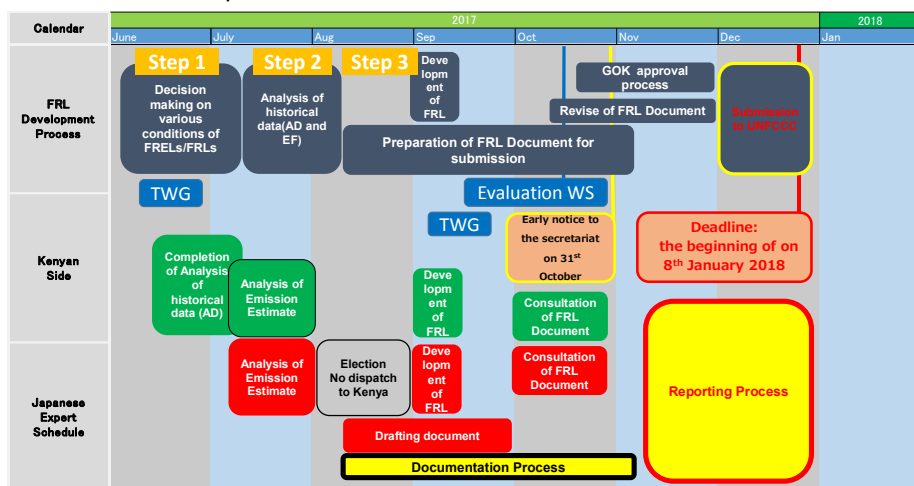 Calendar
2017
2018
June
July
Aug
Sep
Oct
Nov
Dec
Jan
FRL
Development
Process
Step 1
Decision
making on
various
conditions of
FRELs/FRLs
Step 2
Analysis of
historical
data(AD and
EF)
Step 3
Deve
lopm
ent
of
FRL
Preparation of FRL Document for
submission
GOK approval
process
Revise of FRL Document
Submission
to UNFCCC
TWG
Evaluation WS
TWG
Kenyan
Side
Completion
of Analysis
of
historical
data (AD)
Analysis of
Emission
Estimate
Deve
lopm
ent
of
FRL
Early notice to
the secretariat
on 31st
October
Consultation
of FRL
Document
Deadline:
the beginning of on
8th January 2018
Japanese
Expert
Schedule
Analysis of
Emission
Estimate
Election
No dispatch
to Kenya
Deve
lopm
ent
of
FRL
Consultation
of FRL
Document
Reporting Process
Drafting document
Documentation Process